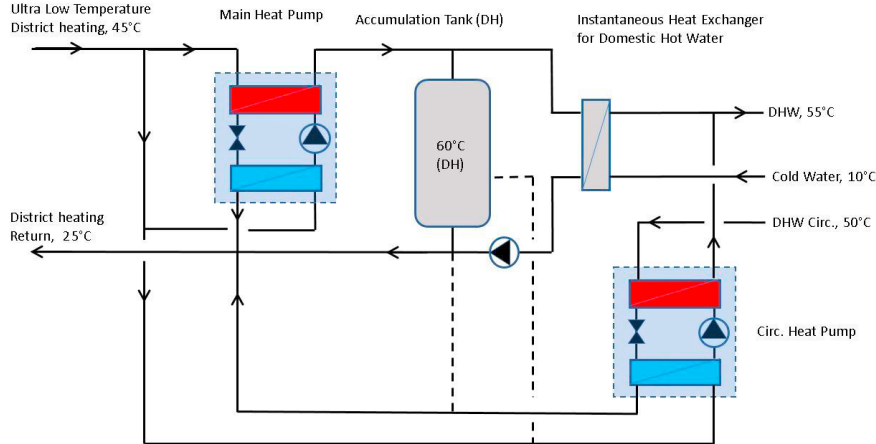 Ultra Low Temperature
District heating, 45°C
Main Heat Pump
Accumulation Tank (DH)
Instantaneous Heat Exchanger
for Domestic Hot Water
DHW, 55°C
60°C
(DH)
Cold Water, 10°C
District heating
Return, 25°C
DHW Circ., 50°C
Circ. Heat Pump